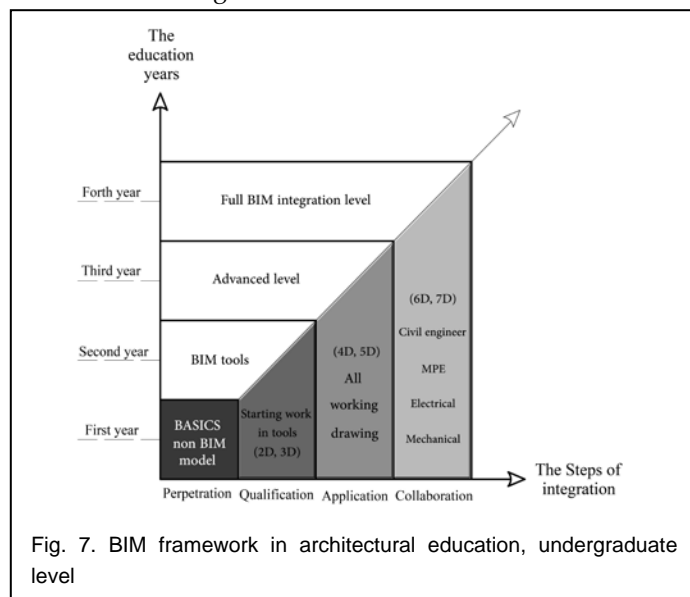 The
education
years
Forth year
Full BIM integration level
Third year
Advanced level
(6D, 7D)
Civil engineer
MPE
Electrical
Mechanical
Second year
BIM tools
(4D, 5D)
All
working
drawing
First year
BASICS
non BIM
model
Starting work
in tools
(2D, 3D)
Perpetration
Qualification
Application
Collaboration
The Steps of
integration
Fig. 7. BIM framework in architectural education, undergraduate
level